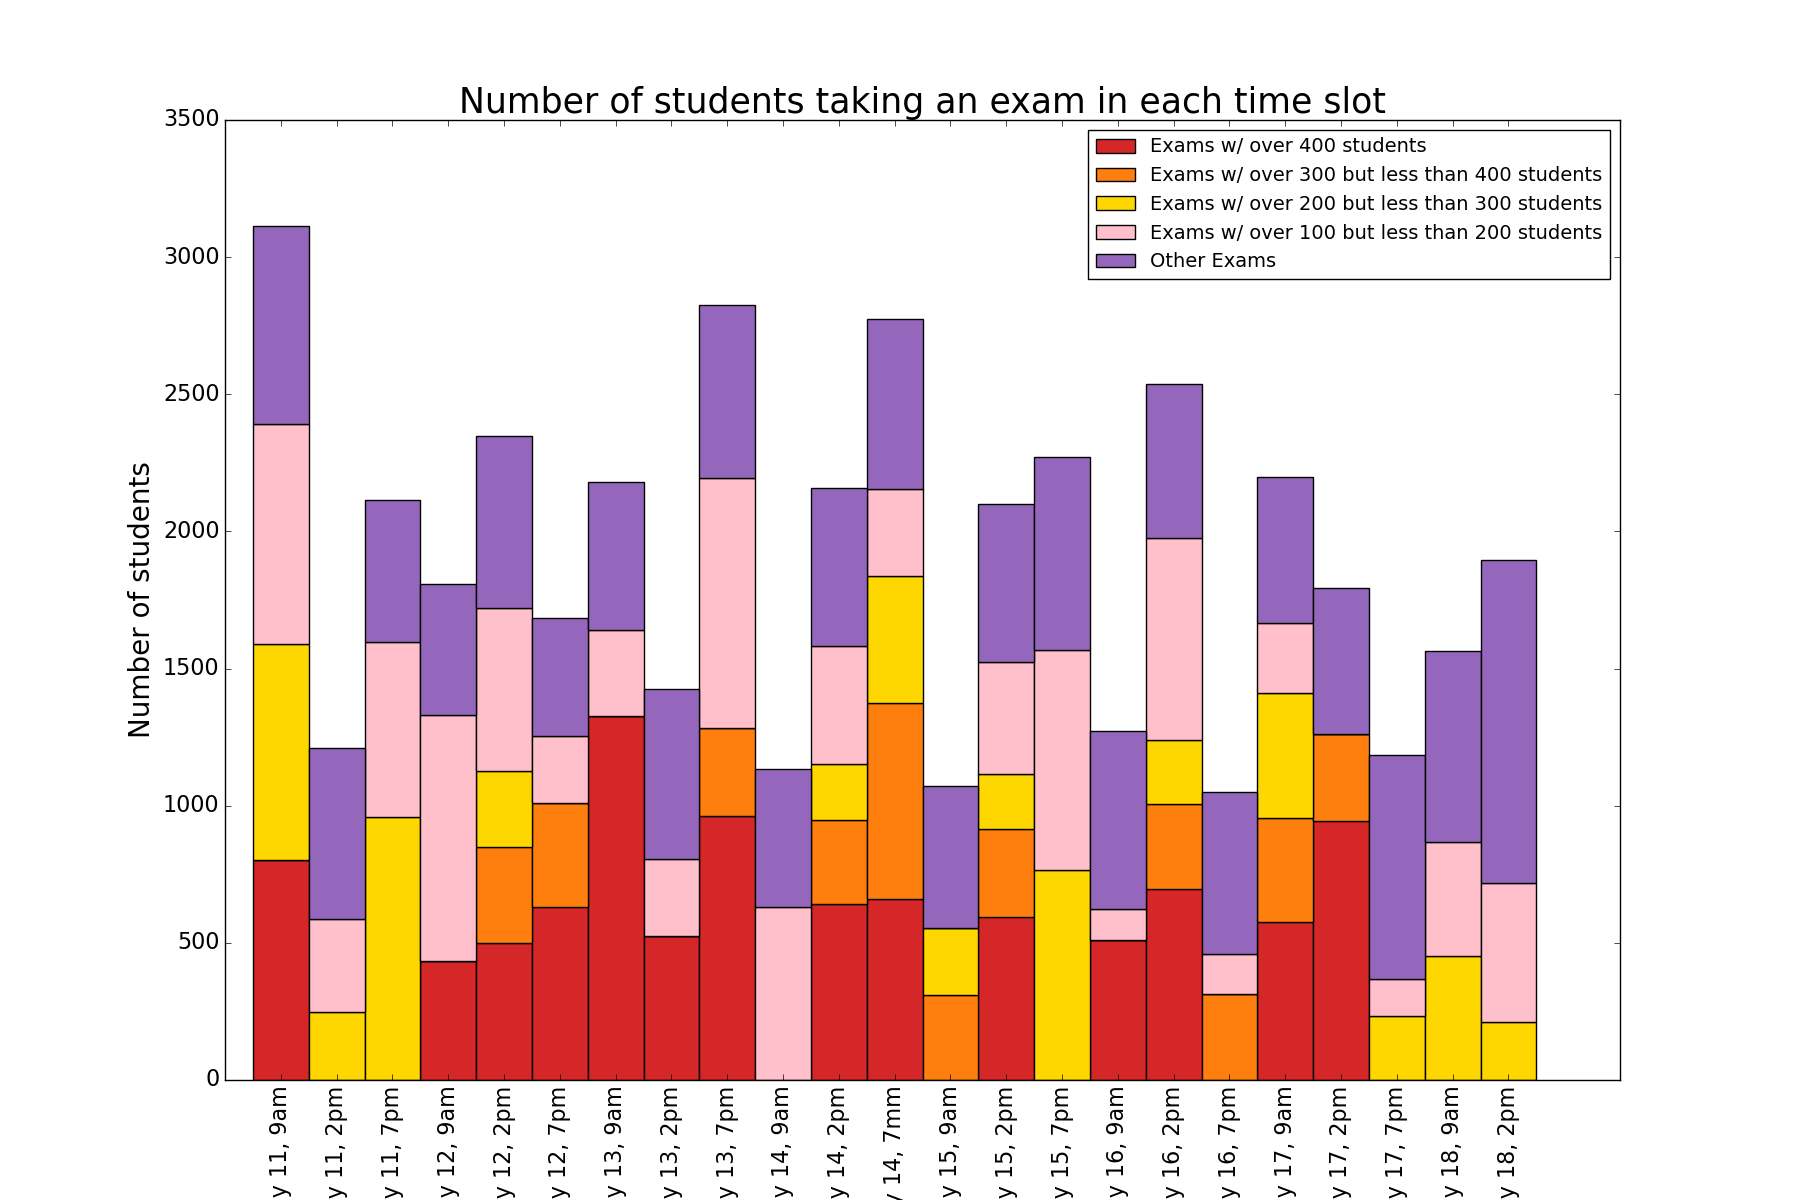 Number of students taking an exam in each time slot
Exams w/ over 400 students
Exams w/ over 300 but less than 400 students
Exams w/ over 200 but less than 300 students
Exams w/ over 100 but less than 200 students
Other Exams
Number of students
3500
3000
2500
2000
1500
1000
500
0
y 11, 9am
y 11, 2pm
y 11, 7pm
y 12, 9am
y 12, 2pm
y 12, 7pm
y 13, 9am
y 13, 2pm
y 13, 7pm
y 14, 9am
y 14, 2pm
y 14, 7mm
y 15, 9am
y 15, 2pm
y 15, 7pm
y 16, 9am
y 16, 2pm
y 16, 7pm
y 17, 9am
y 17, 2pm
y 17, 7pm
y 18, 9am
y 18, 2pm